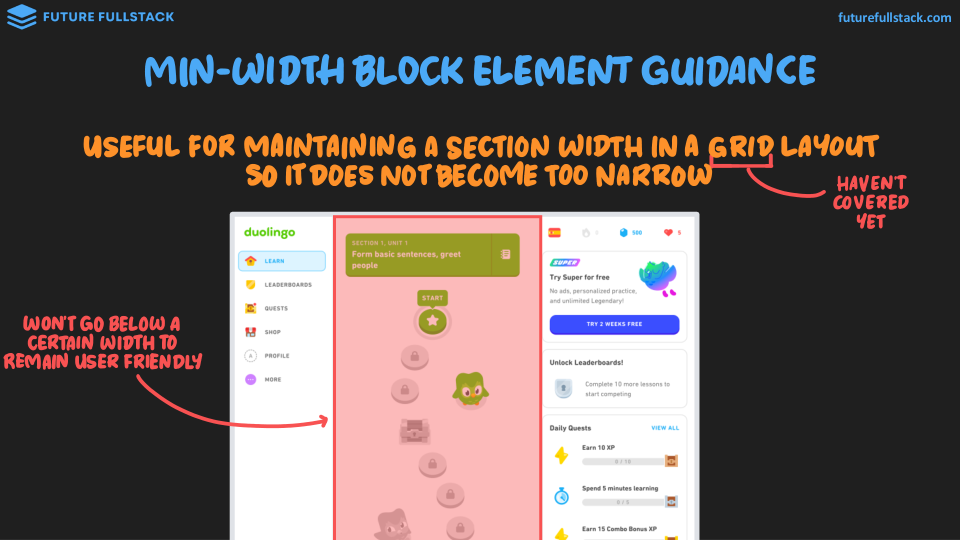 FUTURE FULLSTACK
futurefullstack.com
MIN-WIDTH BLOCK ELEMENT GUIDANCE
USEFUL FOR MAINTAINING A SECTION WIDTH IN A GRID LAYOUT
SO IT DOES NOT BECOME TOO NARROW
HAVEN'T
COVERED
YET
WON'T GO BELOW A
CERTAIN WIDTH TO
REMAIN USER FRIENDLY
duolingo
LEARN
LEADERBOARDS
QUESTS
SHOP
PROFILE
MORE
SECTION 1, UNIT 1
Form basic sentences, greet
people
START
500
5
SUPER
Try Super for free
No ads, personalized practice,
and unlimited Legendary!
TRY 2 WEEKS FREE
Unlock Leaderboards!
Complete 10 more lessons to
start competing
Daily Quests
VIEW ALL
Earn 10 XP
0 / 10
Spend 5 minutes learning
0 / 5
Earn 15 Combo Bonus XP